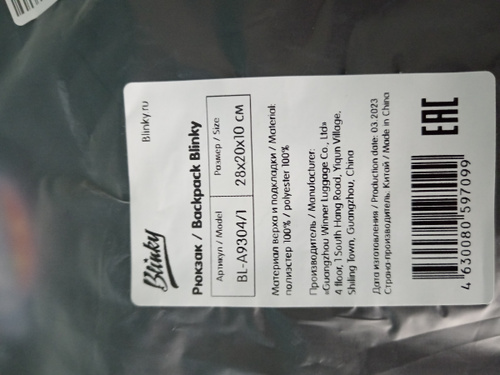 Blinky
Blinky.ru
Рюкзак / Backpack Blinky
Артикул / Model
Размер / Size
BL-A9304/1
28x20x10 см
Материал верха и подкладки / Material:
полиэстер 100% / polyester 100%
Производитель / Manufacturer:
«Guangzhou Winner Luggage Co., Ltd»
4 floor, 1 South Hang Road, Yiqun Village,
Shiling Town, Guangzhou, China
Дата изготовления / Production date: 03.2023
Страна-производитель: Китай / Made in China
EAC
4 630080 597099